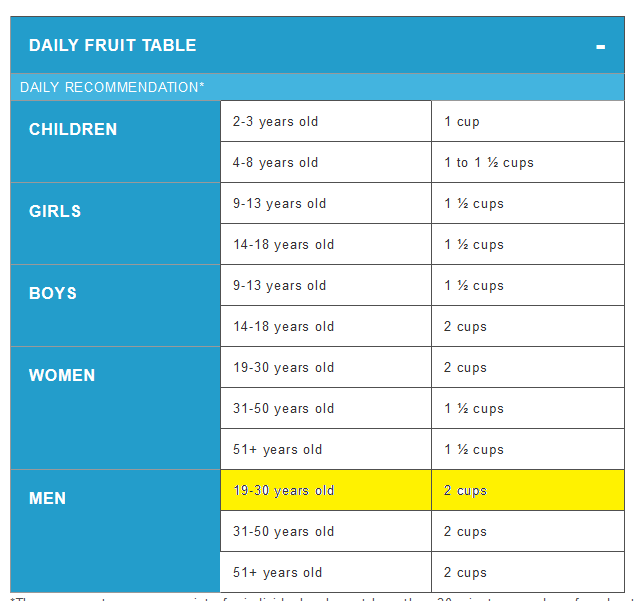 DAILY FRUIT TABLE -
DAILY RECOMMENDATION*
CHILDREN
2-3 years old 1 cup
4-8 years old 1 to 1 ½ cups
GIRLS
9-13 years old 1 ½ cups
14-18 years old 1 ½ cups
BOYS
9-13 years old 1 ½ cups
14-18 years old 2 cups
WOMEN
19-30 years old 2 cups
31-50 years old 1 ½ cups
51+ years old 1 ½ cups
MEN
19-30 years old 2 cups
31-50 years old 2 cups
51+ years old 2 cups